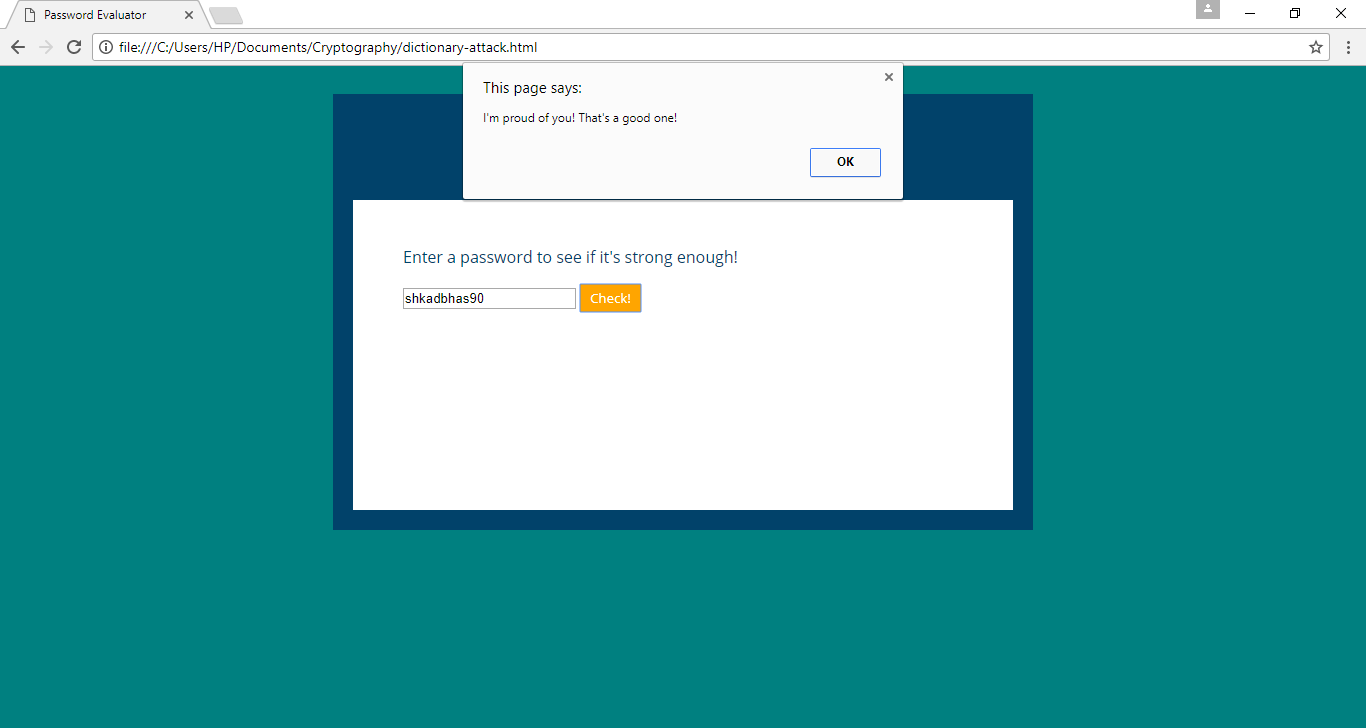 Password Evaluator
file:///C:/Users/HP/Documents/Cryptography/dictionary-attack.html
This page says:
I'm proud of you! That's a good one!
OK
Enter a password to see if it's strong enough!
shkadbhas90 Check!